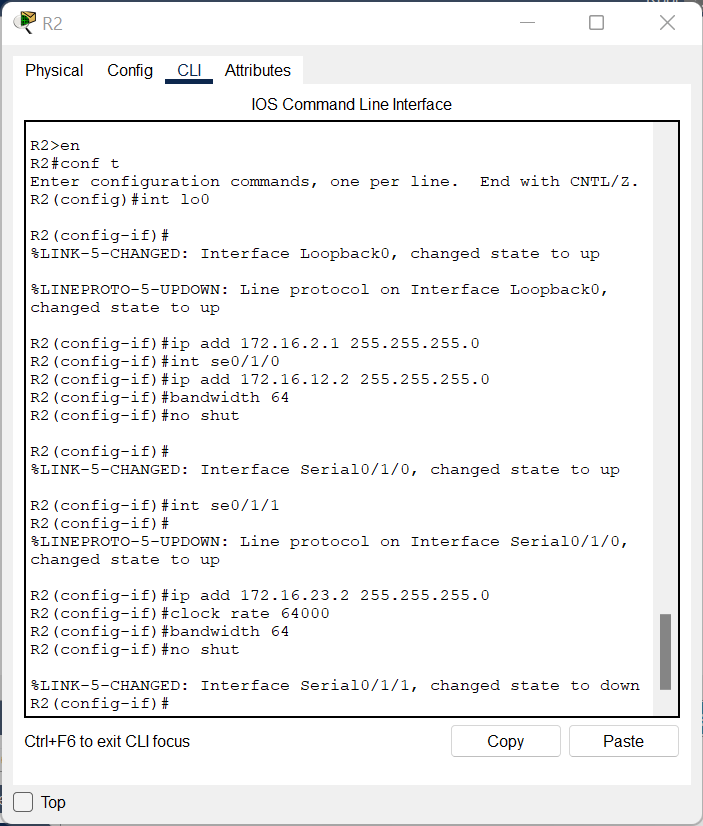 R2
Physical Config CLI Attributes
IOS Command Line Interface
R2>en
R2#conf t
Enter configuration commands, one per line.  End with CNTL/Z.
R2(config)#int lo0
R2(config-if)#
%LINK-5-CHANGED: Interface Loopback0, changed state to up
%LINEPROTO-5-UPDOWN: Line protocol on Interface Loopback0,
changed state to up
R2(config-if)#ip add 172.16.2.1 255.255.255.0
R2(config-if)#int se0/1/0
R2(config-if)#ip add 172.16.12.2 255.255.255.0
R2(config-if)#bandwidth 64
R2(config-if)#no shut
R2(config-if)#
%LINK-5-CHANGED: Interface Serial0/1/0, changed state to up
R2(config-if)#int se0/1/1
R2(config-if)#
%LINEPROTO-5-UPDOWN: Line protocol on Interface Serial0/1/0,
changed state to up
R2(config-if)#ip add 172.16.23.2 255.255.255.0
R2(config-if)#clock rate 64000
R2(config-if)#bandwidth 64
R2(config-if)#no shut
%LINK-5-CHANGED: Interface Serial0/1/1, changed state to down
R2(config-if)#
Ctrl+F6 to exit CLI focus
Copy Paste
Top